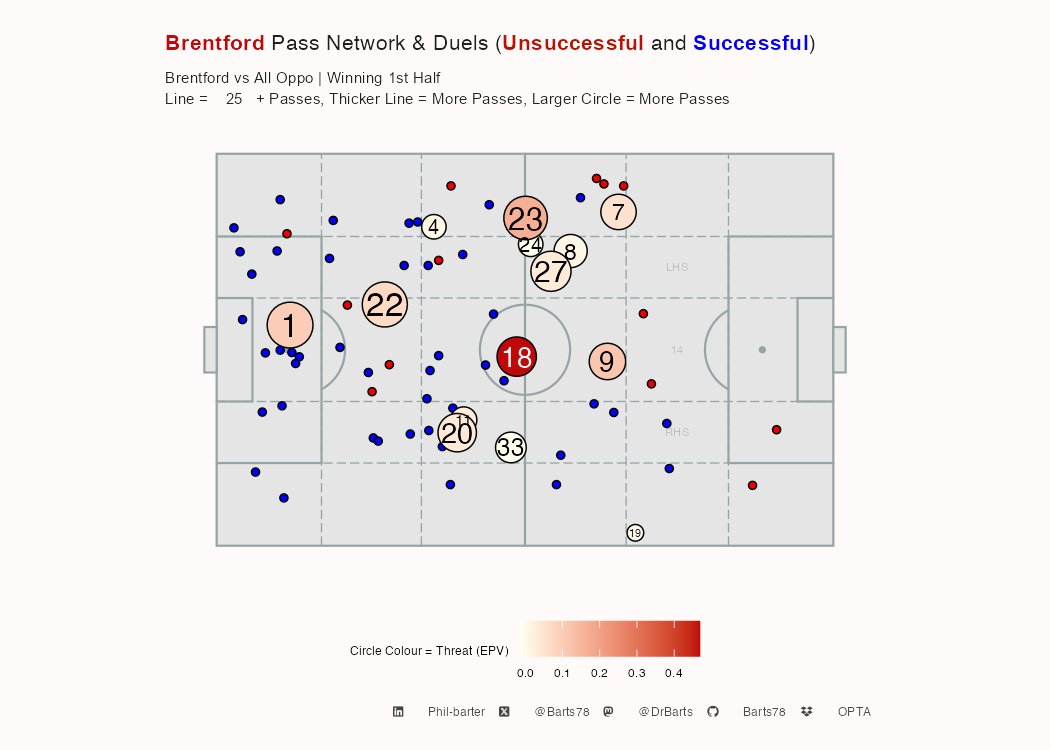 Brentford Pass Network & Duels (Unsuccessful and Successful)
Brentford vs All Oppo | Winning 1st Half
Line = 25 + Passes, Thicker Line = More Passes, Larger Circle = More Passes
7
23
4
24
8
27
LHS
22
1
18
9
14
11
20
33
RHS
19
Circle Colour = Threat (EPV)
0.0 0.1 0.2 0.3 0.4
Phil-barter @Barts78 @DrBarts Barts78 OPTA